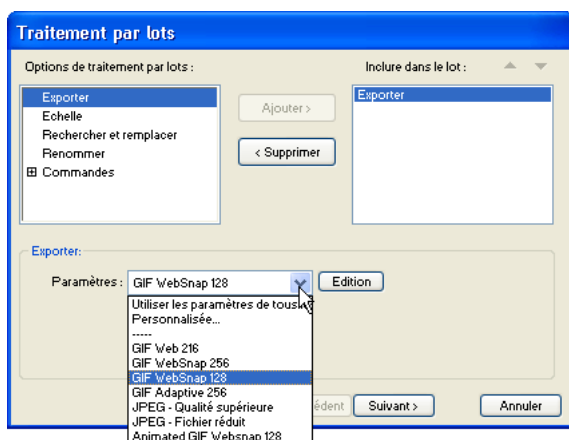 Traitement par lots
Options de traitement par lots :
Inclure dans le lot :
Exporter
Echelle
Rechercher et remplacer
Renommer
Commandes
Ajouter >
< Supprimer
Exporter
Exporter:
Paramètres :
GIF WebSnap 128
Edition
Utiliser les paramètres de
Personnalisée...
-----
GIF Web 216
GIF WebSnap 256
GIF WebSnap 128
GIF Adaptive 256
JPEG - Qualité supérieure
JPEG - Fichier réduit
Animated GIF Websnap 128
Suivant >
Annuler